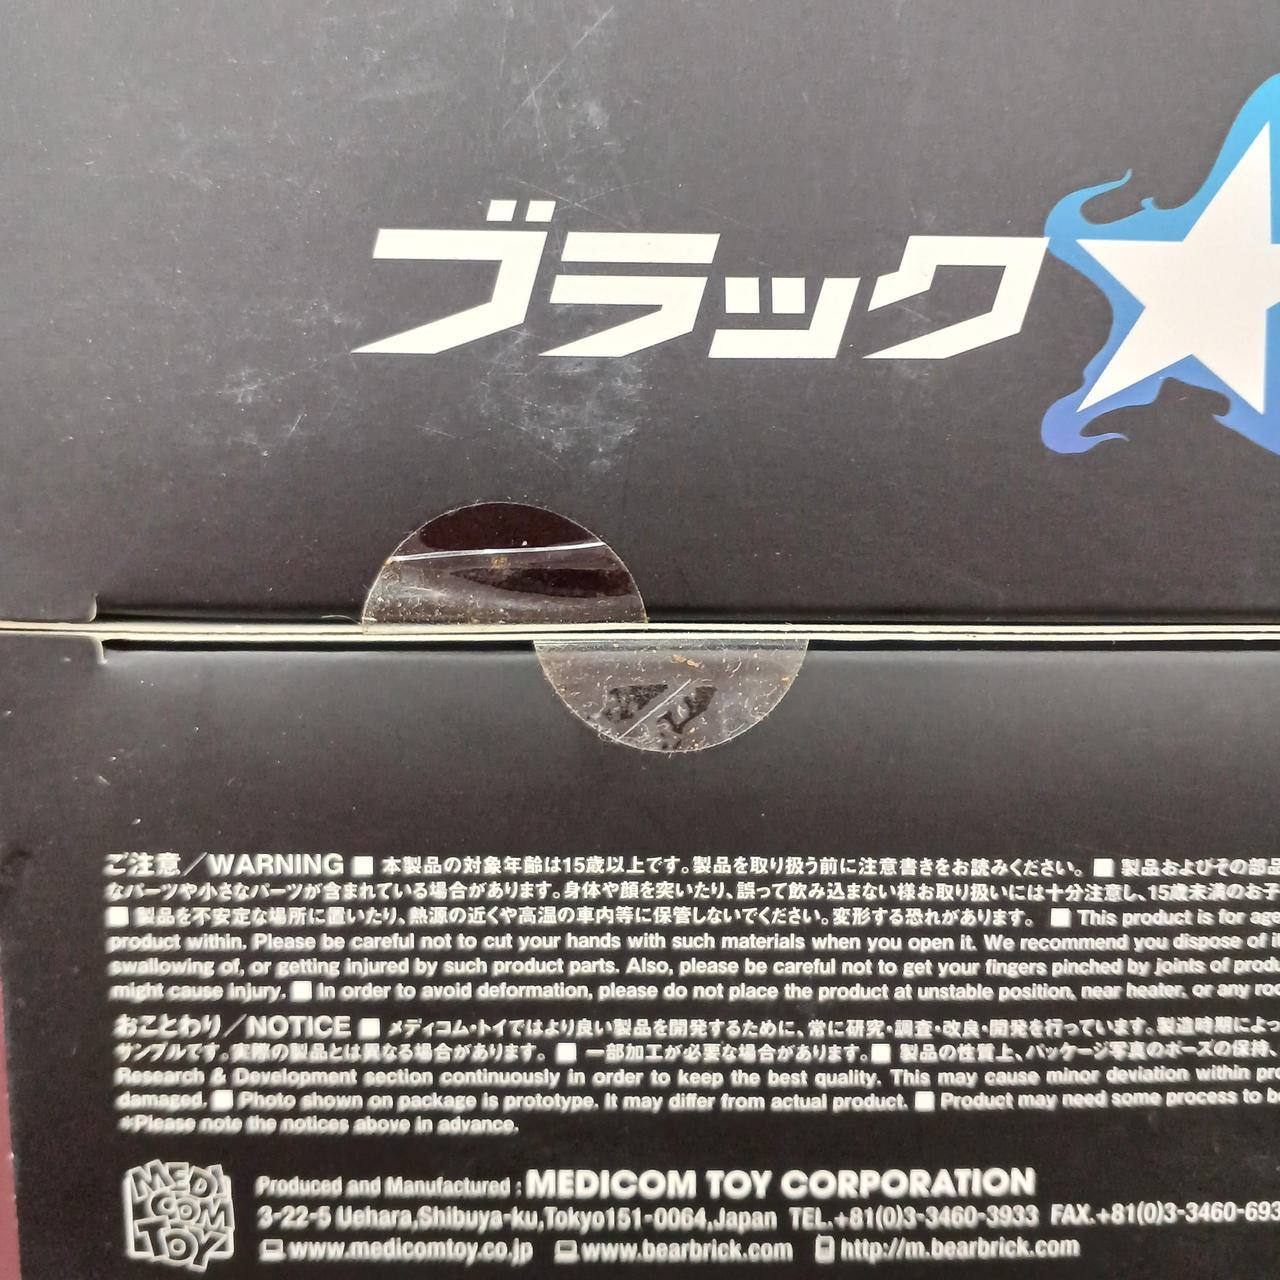 ブラック★
ご注意／WARNING ■ 本製品の対象年齢は15歳以上です。製品を取り扱う前に注意書きをお読みください。 ■ 製品およびその部品
なパーツや小さなパーツが含まれている場合があります。身体や顔を突いたり、誤って飲み込まない様お取り扱いには十分注意し、15歳未満のお子
■ 製品を不安定な場所に置いたり、熱源の近くや高温の車内等に保管しないでください。変形する恐れがあります。 ■ This product is for age
product within. Please be careful not to cut your hands with such materials when you open it. We recommend you dispose of
swallowing of, or getting injured by such product parts. Also, please be careful not to get your fingers pinched by joints of
might cause injury. ■ In order to avoid deformation, please do not place the product at unstable position, near heater, or any
おことわり／NOTICE ■ メディコム・トイではより良い製品を開発するために、常に研究・調査・改良・開発を行っています。製造時期によっ
サンプルです。実際の製品とは異なる場合があります。 ■ 一部加工が必要な場合があります。 ■ 製品の性質上、パッケージ写真のポーズの保持、
Research & Development section continuously in order to keep the best quality. This may cause minor deviation within
damaged. ■ Photo shown on package is prototype. It may differ from actual product. ■ Product may need some process to
*Please note the notices above in advance.
MEDICOM TOY
Produced and Manufactured : MEDICOM TOY CORPORATION
3-22-5 Uehara,Shibuya-ku,Tokyo151-0064,Japan TEL.+81(0)3-3460-3933 FAX.+81(0)3-3460-693
www.medicomtoy.co.jp www.bearbrick.com http://m.bearbrick.com